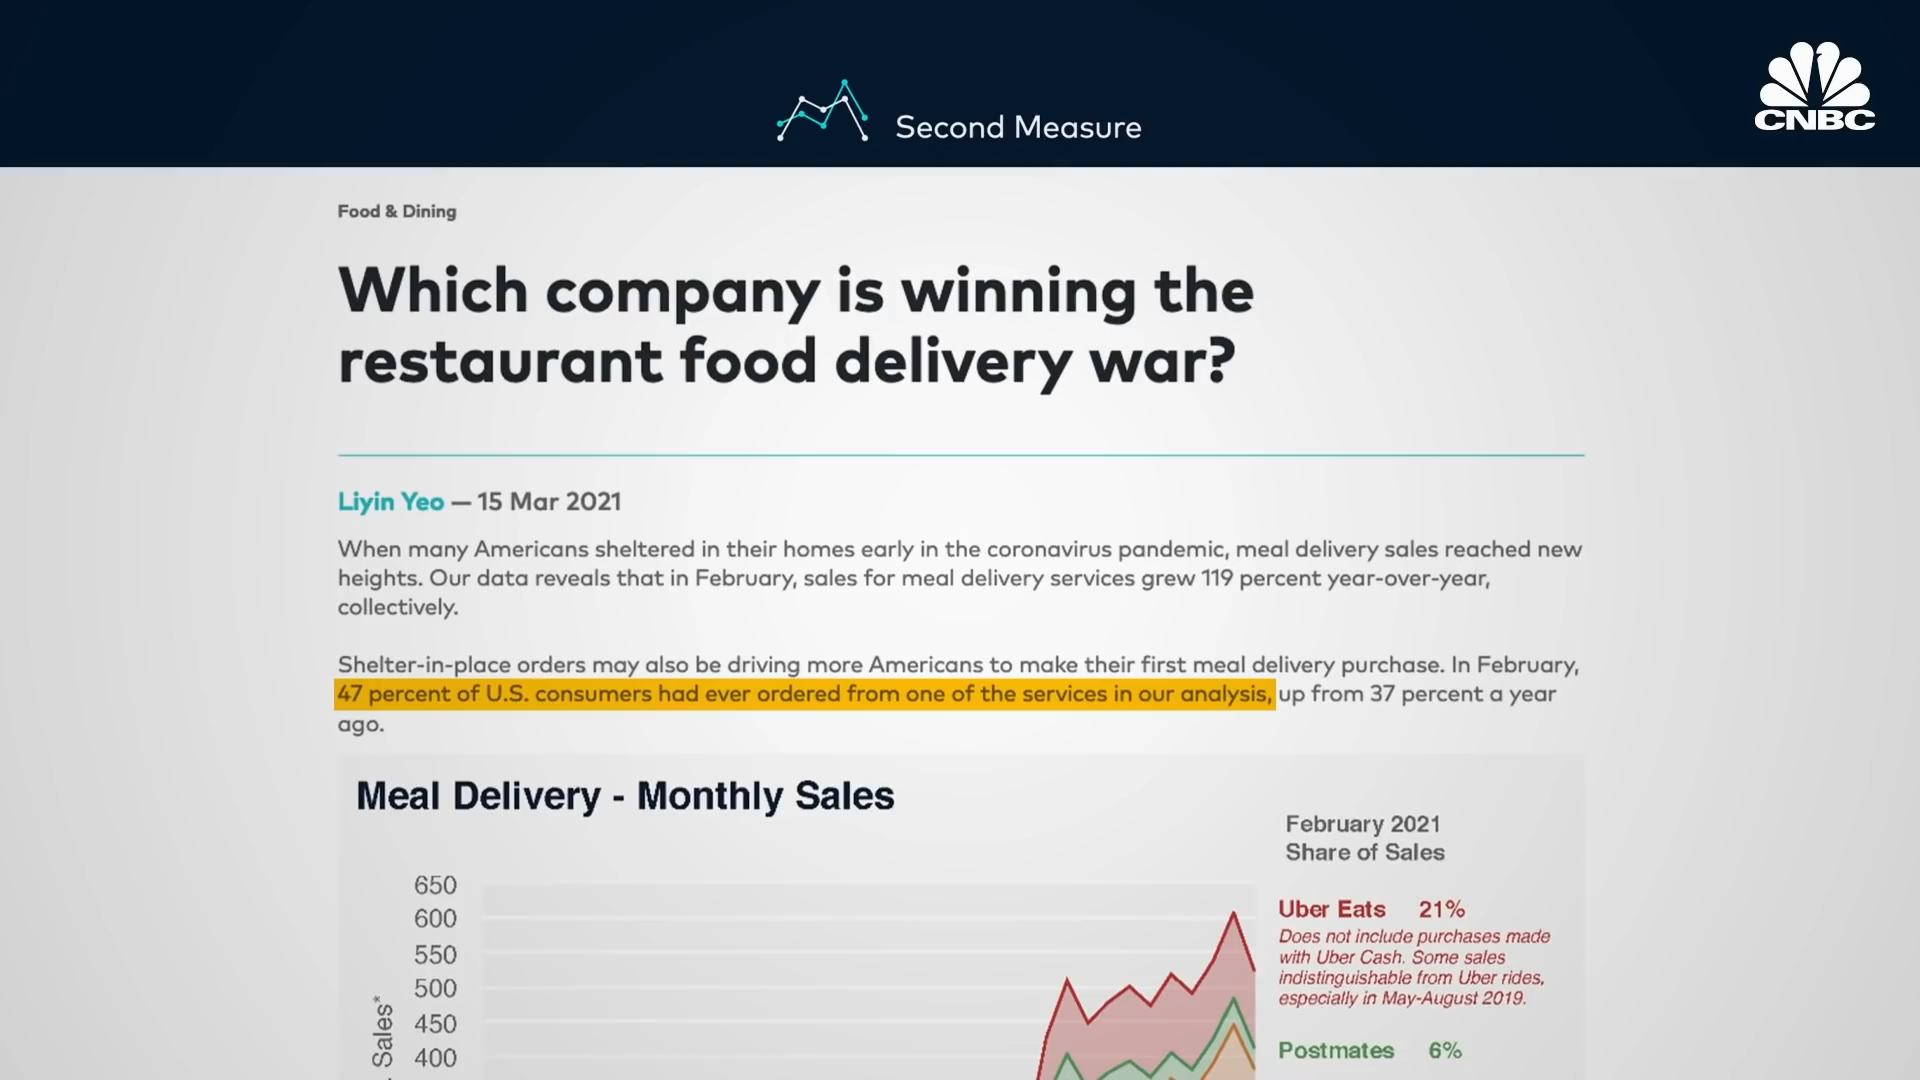 Second Measure
CNBC
Food & Dining
Which company is winning the
restaurant food delivery war?
Liyin Yeo — 15 Mar 2021
When many Americans sheltered in their homes early in the coronavirus pandemic, meal delivery sales reached new
heights. Our data reveals that in February, sales for meal delivery services grew 119 percent year-over-year,
collectively.
Shelter-in-place orders may also be driving more Americans to make their first meal delivery purchase. In February,
47 percent of U.S. consumers had ever ordered from one of the services in our analysis, up from 37 percent a year
ago.
Meal Delivery - Monthly Sales
February 2021
Share of Sales
650
600
550
500
450
400
Sales*
Uber Eats 21%
Does not include purchases made
with Uber Cash. Some sales
indistinguishable from Uber rides,
especially in May-August 2019.
Postmates 6%